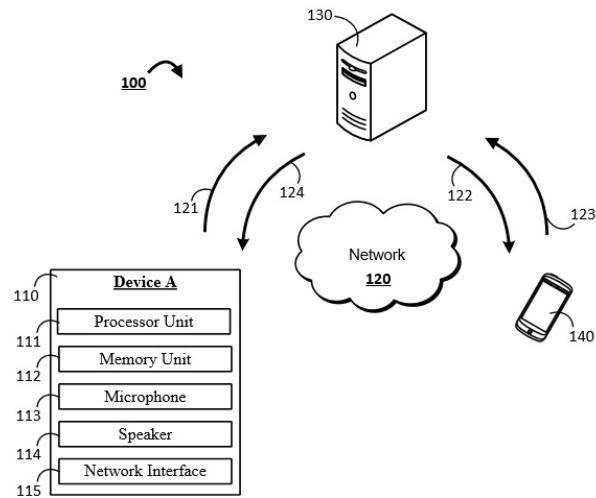 130
100
121
124
122
123
Network
120
110
Device A
111
Processor Unit
112
Memory Unit
113
Microphone
114
Speaker
115
Network Interface
140